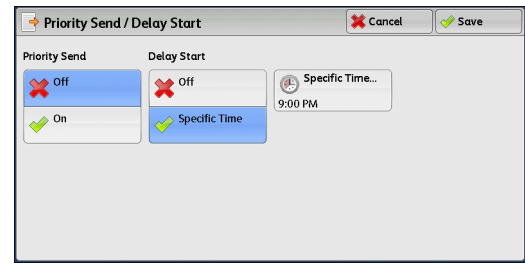 Priority Send / Delay Start
Cancel
Save
Priority Send
Delay Start
Off
On
Off
Specific Time
Specific Time...
9:00 PM